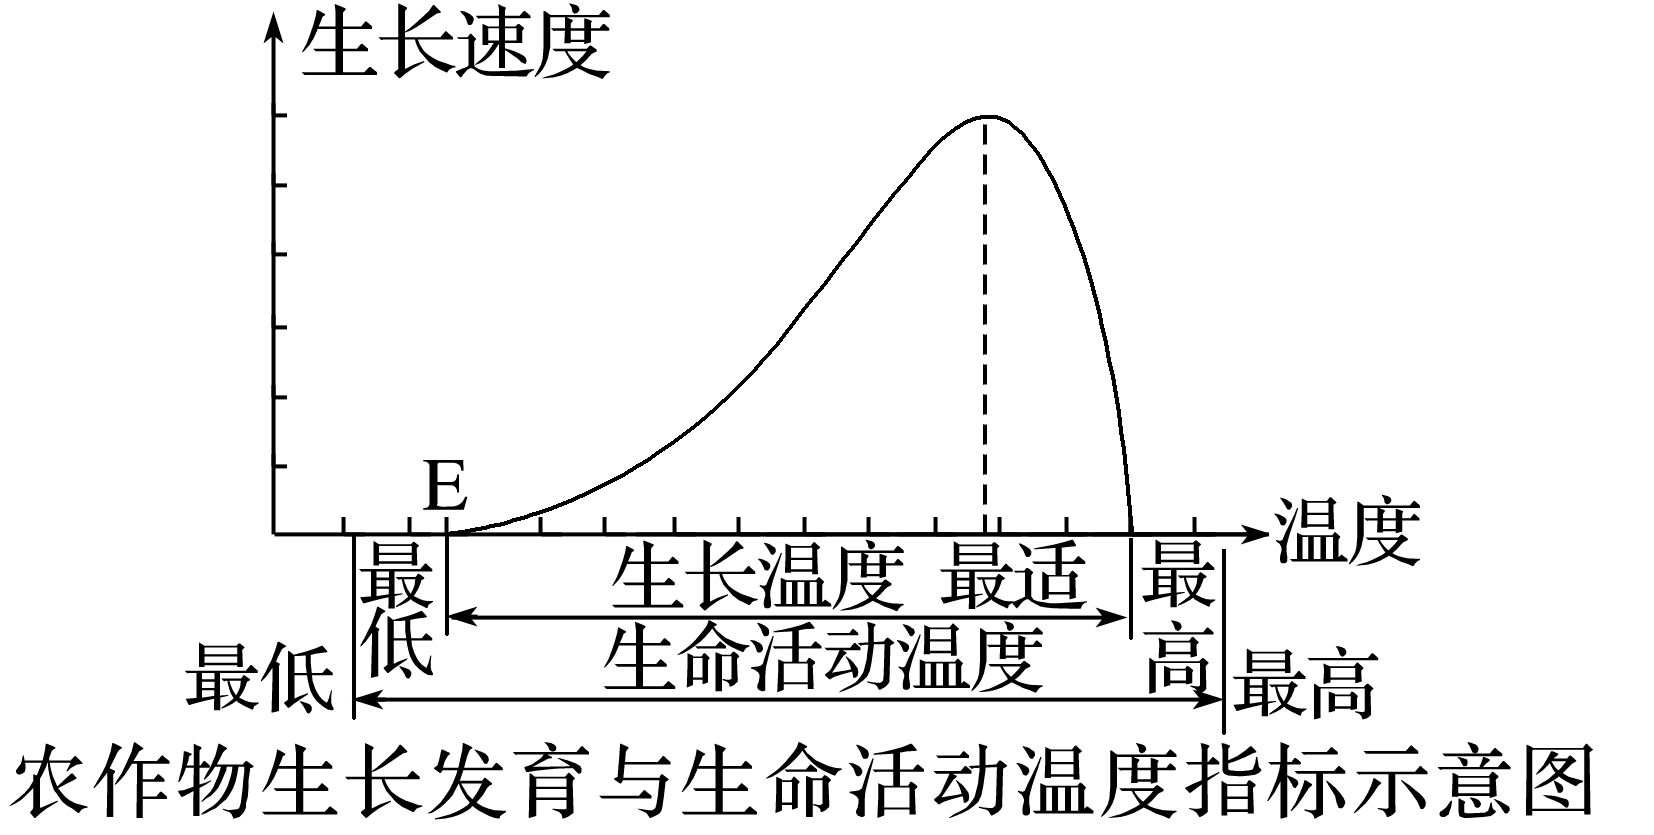 生长速度
E
温度
最低
生长温度
最适
最高
生命活动温度
最低
最高
农作物生长发育与生命活动温度指标示意图